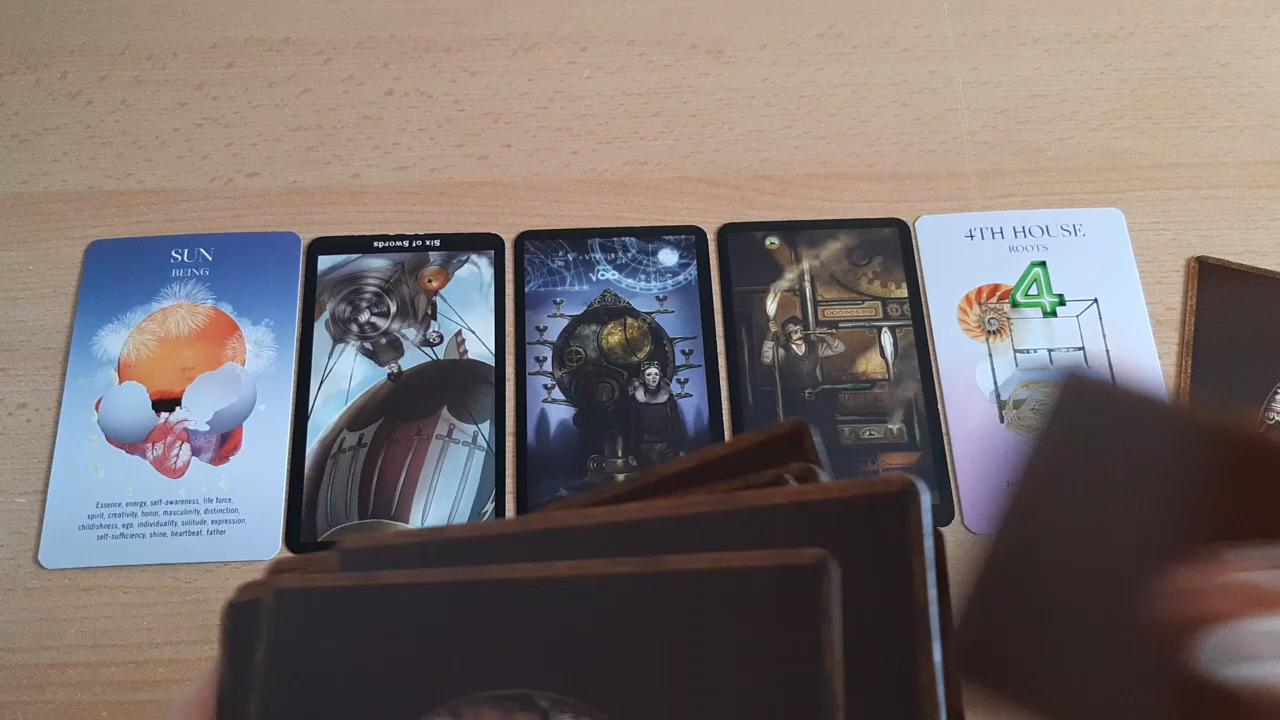 SUN
BEING
Essence, energy, self-awareness, life force,
spirit, creativity, honor, masculinity, distinction,
childishness, ego, individuality, solitude, expression,
self-sufficiency, shine, heartbeat, father
Six of Swords
4TH HOUSE
ROOTS
4